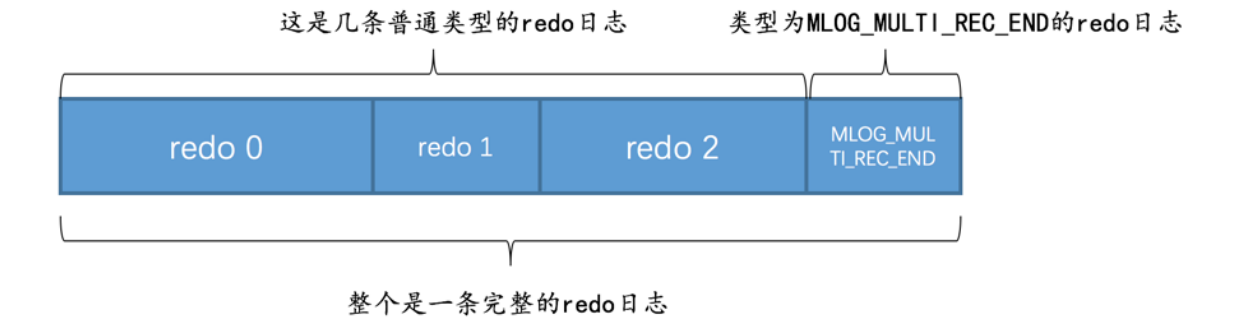 这是几条普通类型的redo日志
类型为MLOG_MULTI_REC_END的redo日志
redo 0
redo 1
redo 2
MLOG_MUL
TI_REC_END
整个是一条完整的redo日志